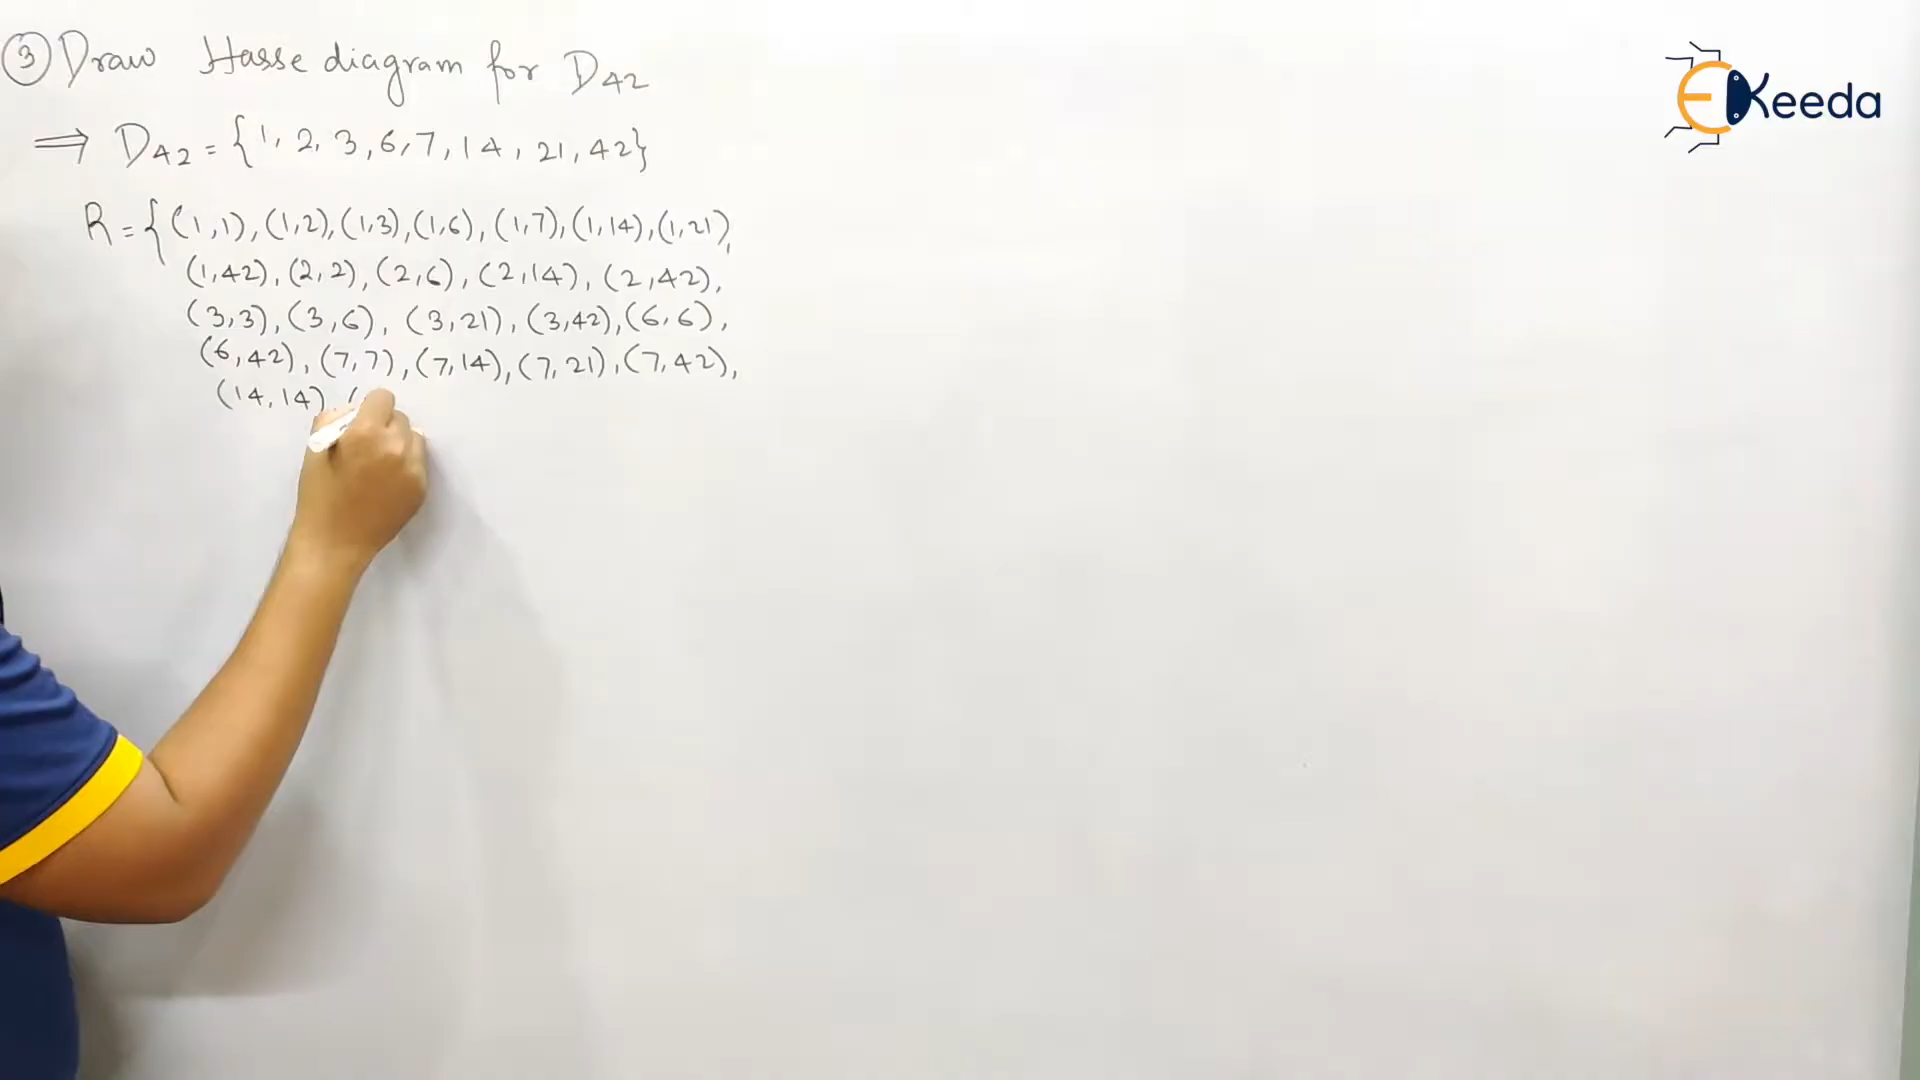 ③ Draw Hasse diagram for D42
⇒ D42 = {1, 2, 3, 6, 7, 14, 21, 42}
R = {(1,1), (1,2), (1,3), (1,6), (1,7), (1,14), (1,21),
(1,42), (2,2), (2,6), (2,14), (2,42),
(3,3), (3,6), (3,21), (3,42), (6,6),
(6,42), (7,7), (7,14), (7,21), (7,42),
(14,14), (
EKeeda